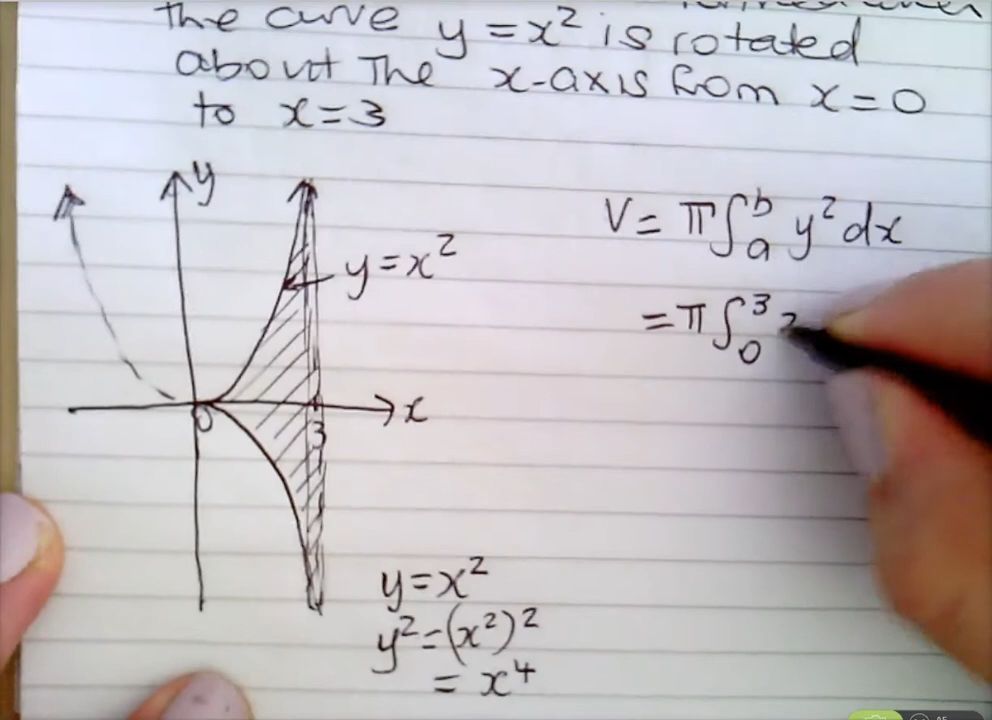 the curve y = x² is rotated
about the x-axis from x = 0
to x = 3
y
y = x²
V = π∫ₐᵇ y² dx
= π∫₀³
x
0
3
y = x²
y² = (x²)²
= x⁴